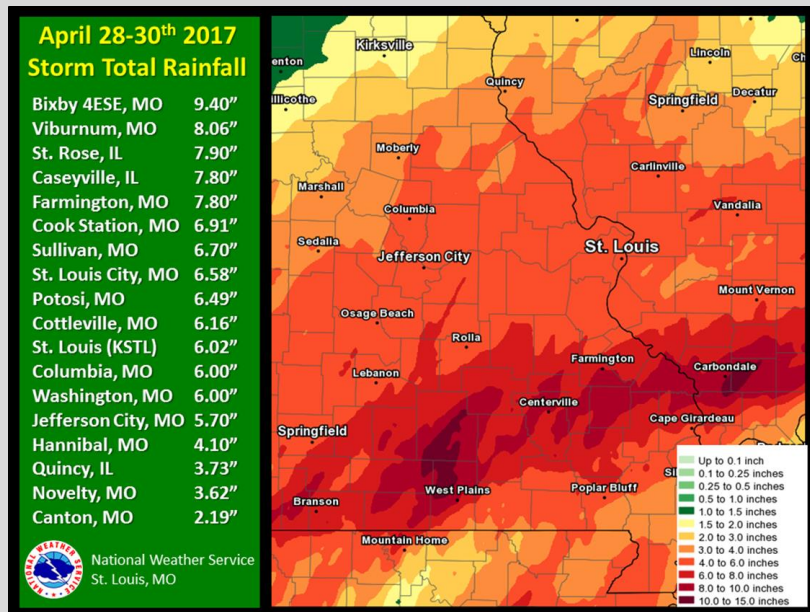 April 28-30th 2017
Storm Total Rainfall
Bixby 4ESE, MO 9.40”
Viburnum, MO 8.06”
St. Rose, IL 7.90”
Caseyville, IL 7.80”
Farmington, MO 7.80”
Cook Station, MO 6.91”
Sullivan, MO 6.70”
St. Louis City, MO 6.58”
Potosi, MO 6.49”
Cottleville, MO 6.16”
St. Louis (KSTL) 6.02”
Columbia, MO 6.00”
Washington, MO 6.00”
Jefferson City, MO 5.70”
Hannibal, MO 4.10”
Quincy, IL 3.73”
Novelty, MO 3.62”
Canton, MO 2.19”
NATIONAL WEATHER SERVICE
National Weather Service
St. Louis, MO
Kirksville
Lincoln
enton
Quincy
Decatur
illicothe
Springfield
Moberly
Carlinville
Marshall
Columbia
Vandalia
Sedalia
Jefferson City
St. Louis
Mount Vernon
Osage Beach
Rolla
Farmington
Carbondale
Lebanon
Centerville
Cape Girardeau
Springfield
West Plains
Poplar Bluff
Branson
Mountain Home
Up to 0.1 inch
0.1 to 0.25 inches
0.25 to 0.5 inches
0.5 to 1.0 inches
1.0 to 1.5 inches
1.5 to 2.0 inches
2.0 to 3.0 inches
3.0 to 4.0 inches
4.0 to 6.0 inches
6.0 to 8.0 inches
8.0 to 10.0 inches
10.0 to 15.0 inches